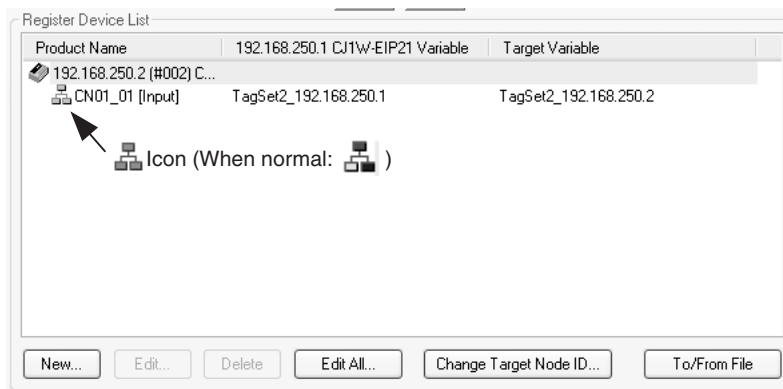 Register Device List
Product Name 192.168.250.1 CJ1W-EIP21 Variable Target Variable
192.168.250.2 (#002) C...
CN01_01 [Input] TagSet2_192.168.250.1 TagSet2_192.168.250.2
Icon (When normal: )
New... Edit... Delete Edit All... Change Target Node ID... To/From File